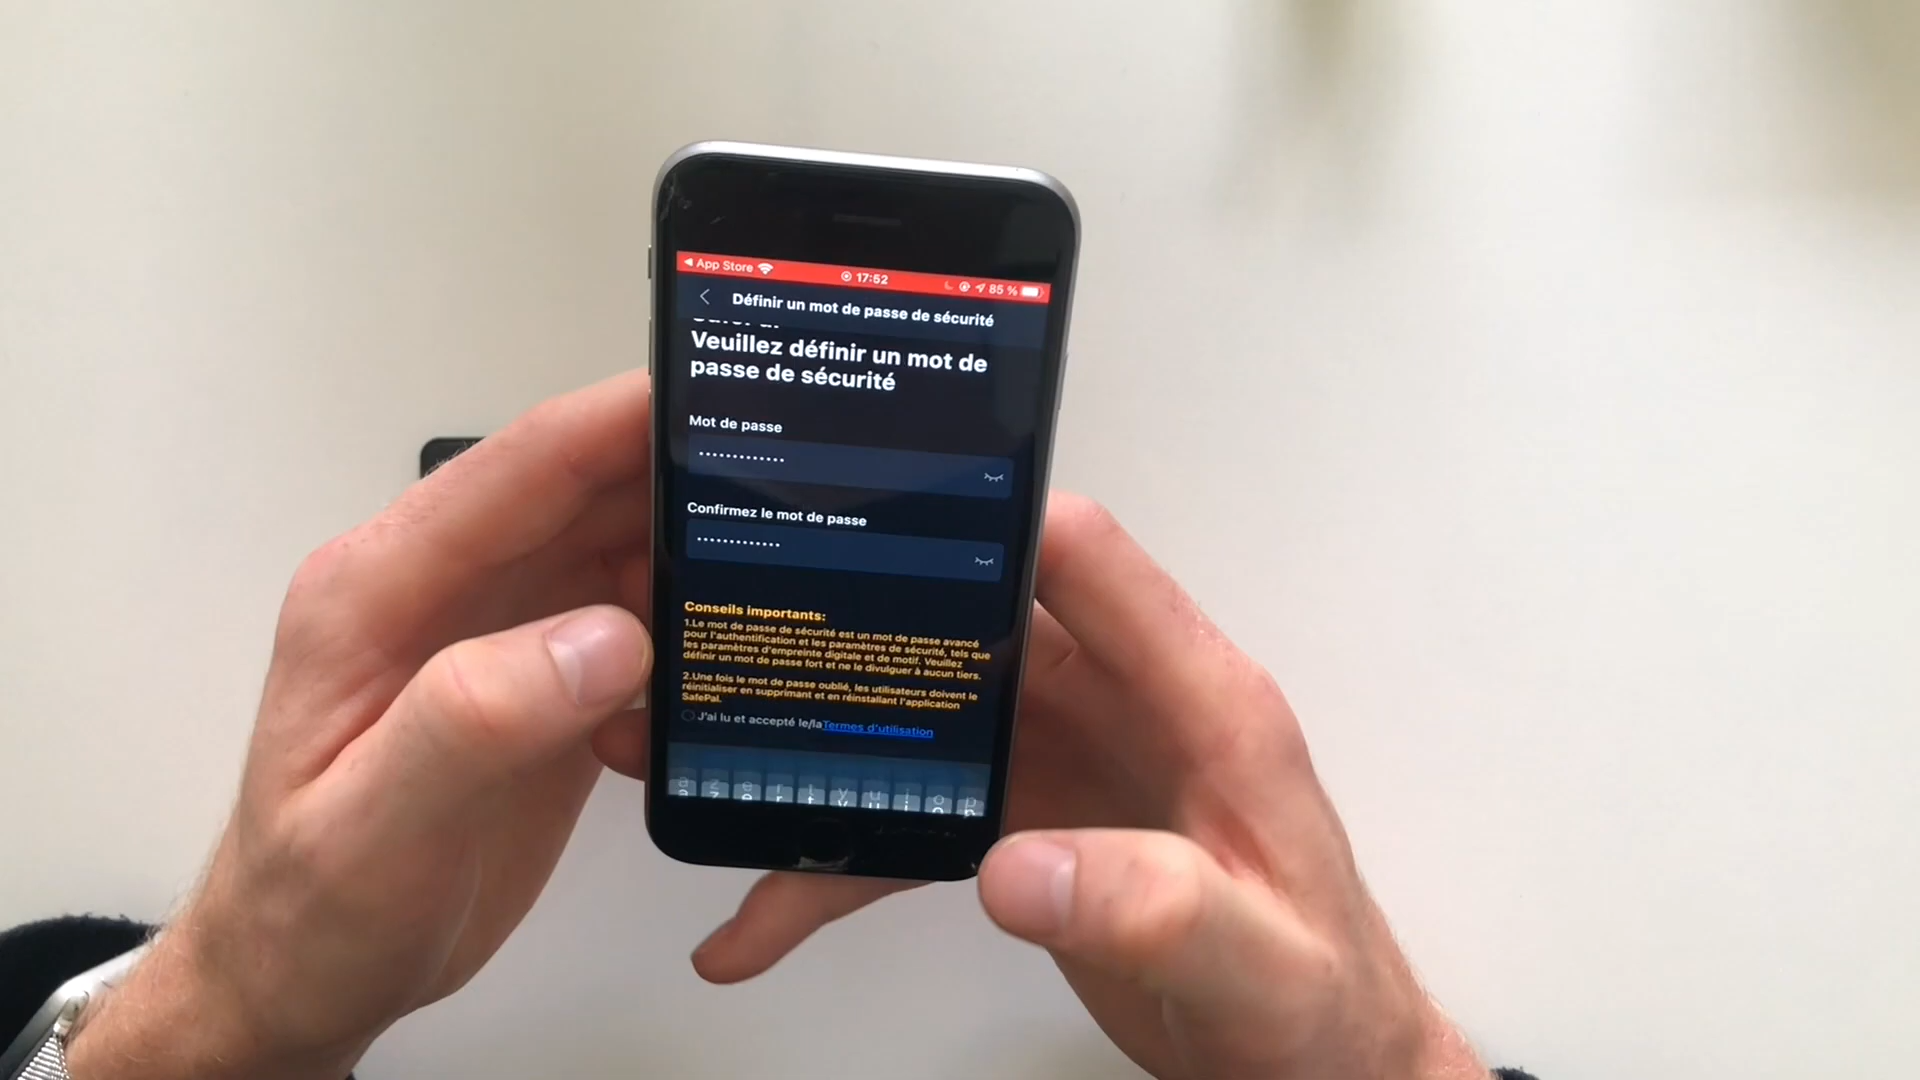 App Store
17:52
85 %
Définir un mot de passe de sécurité
Veuillez définir un mot de
passe de sécurité
Mot de passe
•••••••••••••
Confirmez le mot de passe
•••••••••••••
Conseils importants:
1.Le mot de passe de sécurité est un mot de passe avancé
pour l'authentification et les paramètres de sécurité, tels que
les paramètres d'empreinte digitale et de motif. Veuillez
définir un mot de passe fort et ne le divulguer à aucun tiers.
2.Une fois le mot de passe oublié, les utilisateurs doivent le
réinitialiser en supprimant et en réinstallant l'application
SafePal.
J'ai lu et accepté le/laTermes d'utilisation
a z e r t y u i o p